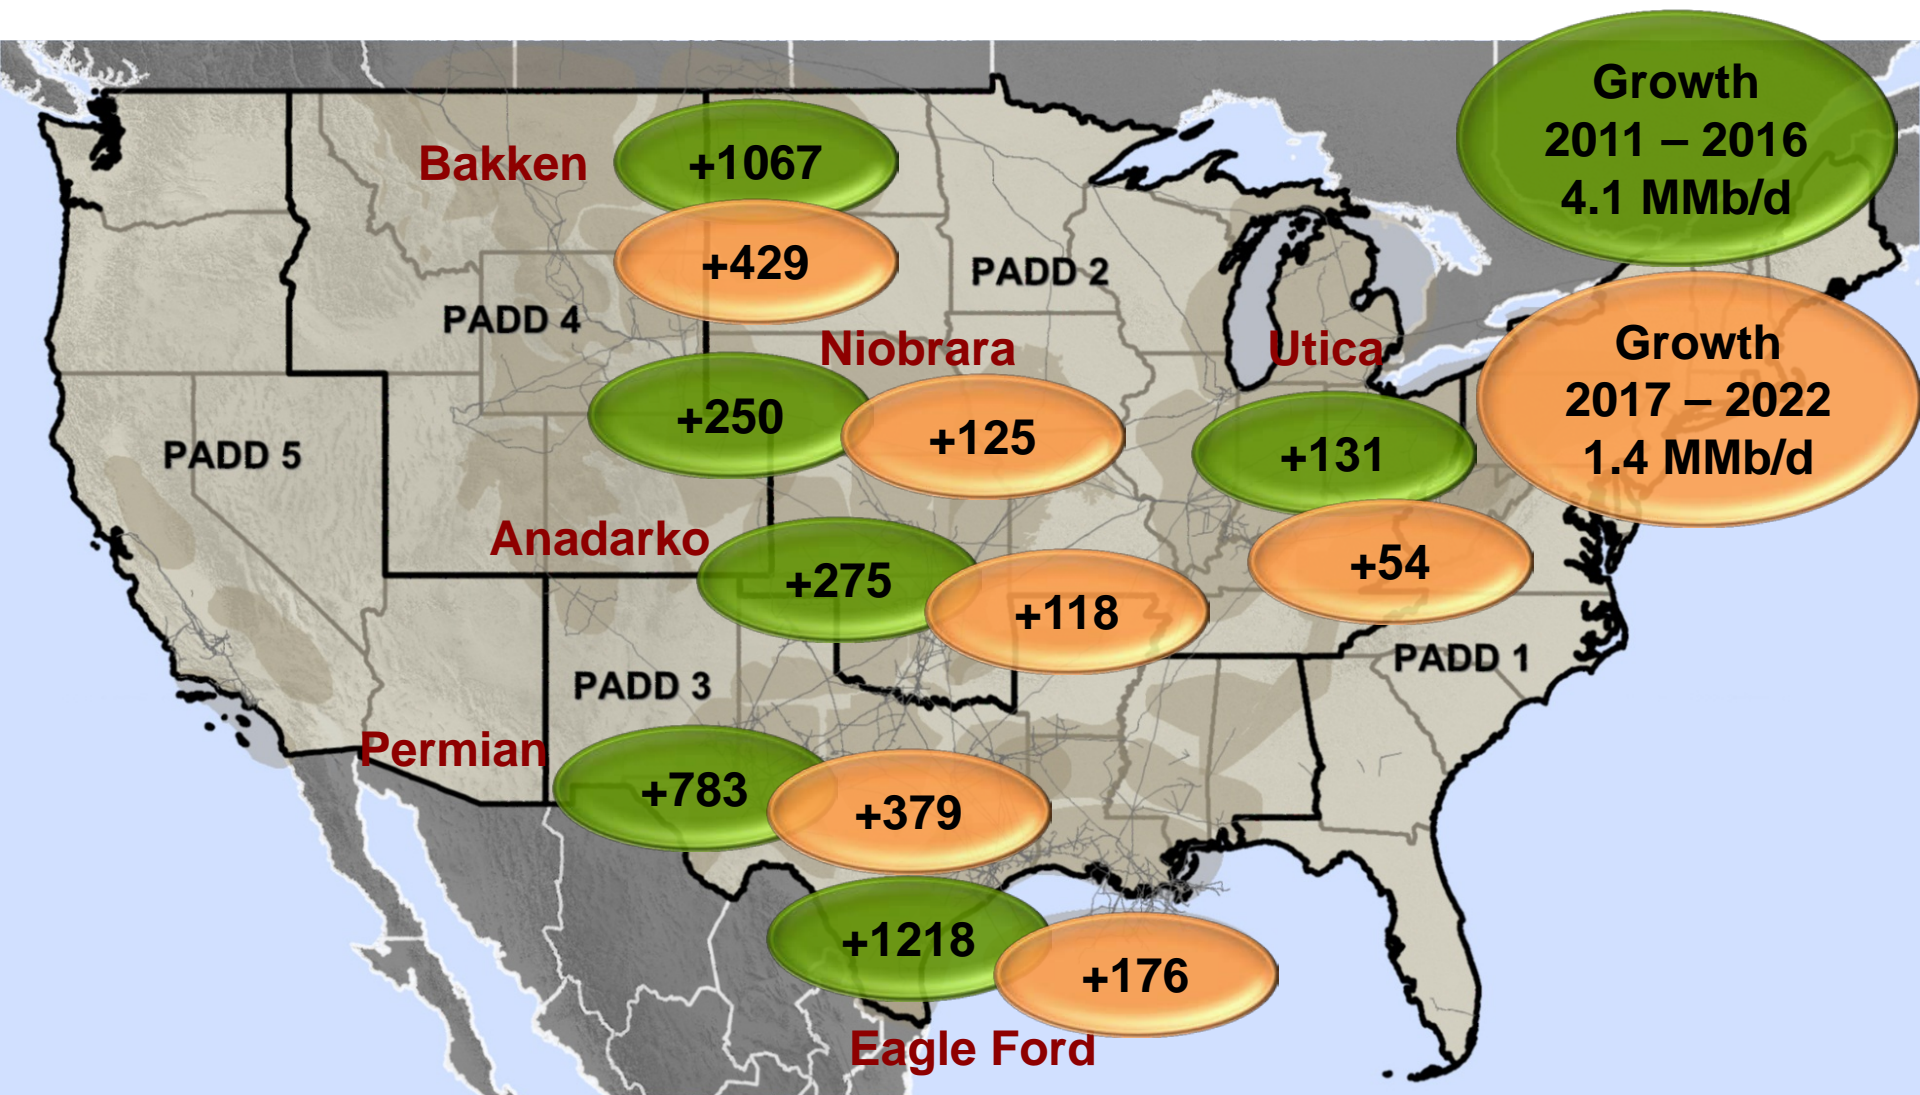 Growth
2011 – 2016
4.1 MMb/d
Bakken
+1067
+429
PADD 2
PADD 4
Growth
2017 – 2022
1.4 MMb/d
Niobrara
Utica
+250
+125
+131
PADD 5
Anadarko
+275
+118
+54
PADD 3
PADD 1
Permian
+783
+379
+1218
+176
Eagle Ford